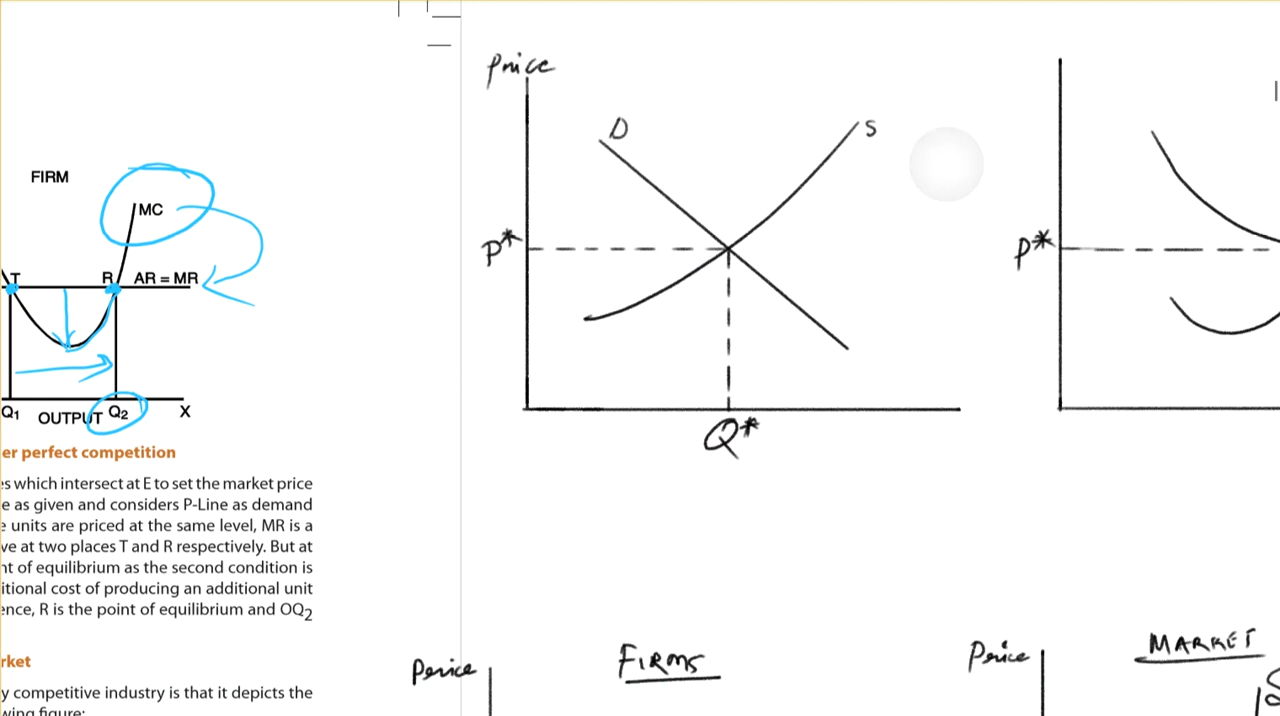 FIRM
MC
T
R
AR = MR
Q1
OUTPUT
Q2
X
er perfect competition
es which intersect at E to set the market price
e as given and considers P-Line as demand
e units are priced at the same level, MR is a
ve at two places T and R respectively. But at
nt of equilibrium as the second condition is
itional cost of producing an additional unit
ence, R is the point of equilibrium and OQ2
rket
y competitive industry is that it depicts the
wing figure:
Price
D
S
P*
Q*
P*
Price
FIRMS
Price
MARKET
S